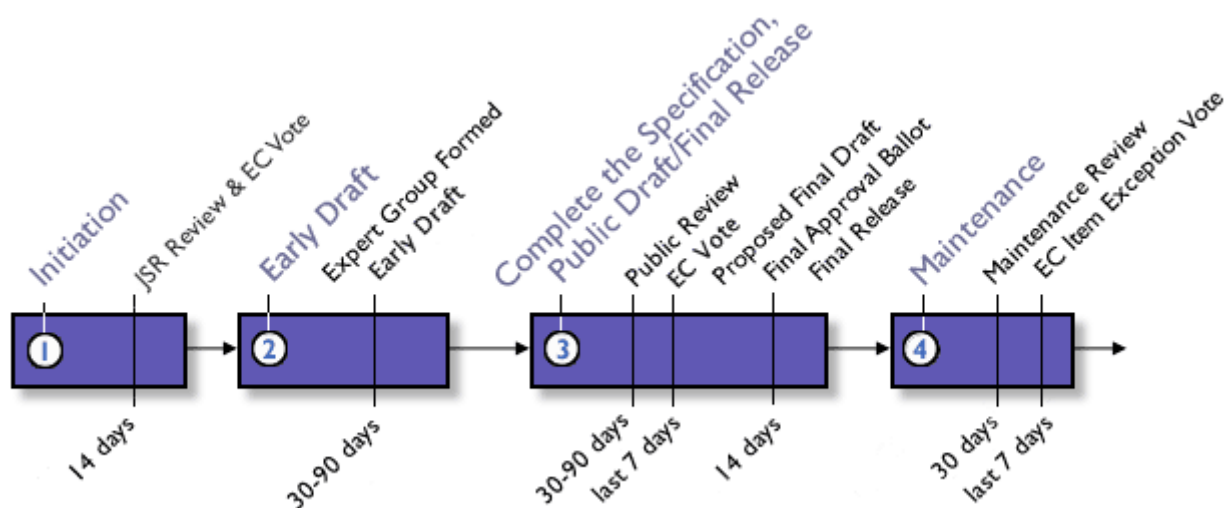 Initiation
JSR Review & EC Vote
Early Draft
Expert Group Formed
Early Draft
Complete the Specification,
Public Draft/Final Release
Public Review
EC Vote
Proposed Final Draft
Final Approval Ballot
Final Release
Maintenance
Maintenance Review
EC Item Exception Vote
1
2
3
4
14 days
30-90 days
30-90 days
last 7 days
14 days
30 days
last 7 days